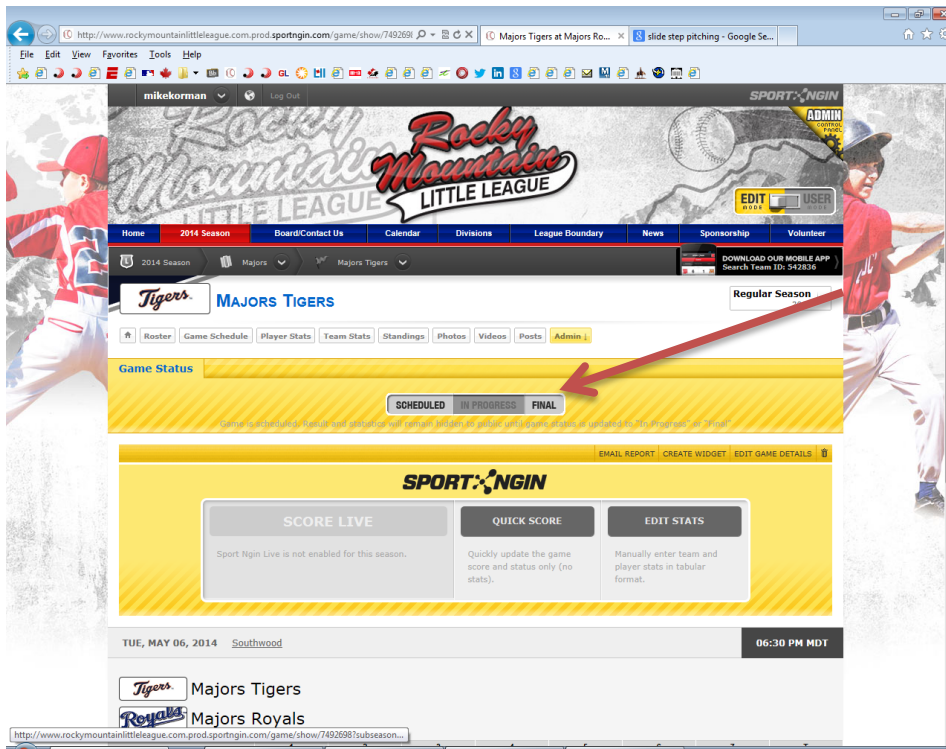 http://www.rockymountainlittleleague.com.prod.sportngin.com/game/show/749269
Majors Tigers at Majors Ro...
slide step pitching - Google Se...
File Edit View Favorites Tools Help
GL
mikekorman Log Out SPORT NGIN
ADMIN
CONTROL
PANEL
Rocky
Mountain
LITTLE LEAGUE
EDIT
MODE
USER
MODE
Home 2014 Season Board/Contact Us Calendar Divisions League Boundary News Sponsorship Volunteer
2014 Season Majors Majors Tigers
DOWNLOAD OUR MOBILE APP
Search Team ID: 542836
Tigers MAJORS TIGERS
Regular Season
Roster Game Schedule Player Stats Team Stats Standings Photos Videos Posts Admin ↓
Game Status
SCHEDULED IN PROGRESS FINAL
Game is scheduled. Result and statistics will remain hidden to public until game status is updated to "In Progress" or "Final"
EMAIL REPORT CREATE WIDGET EDIT GAME DETAILS
SPORT NGIN
SCORE LIVE
Sport Ngin Live is not enabled for this season.
QUICK SCORE
Quickly update the game
score and status only (no
stats).
EDIT STATS
Manually enter team and
player stats in tabular
format.
TUE, MAY 06, 2014 Southwood 06:30 PM MDT
Tigers Majors Tigers
Royals Majors Royals
http://www.rockymountainlittleleague.com.prod.sportngin.com/game/show/7492698?subseason...